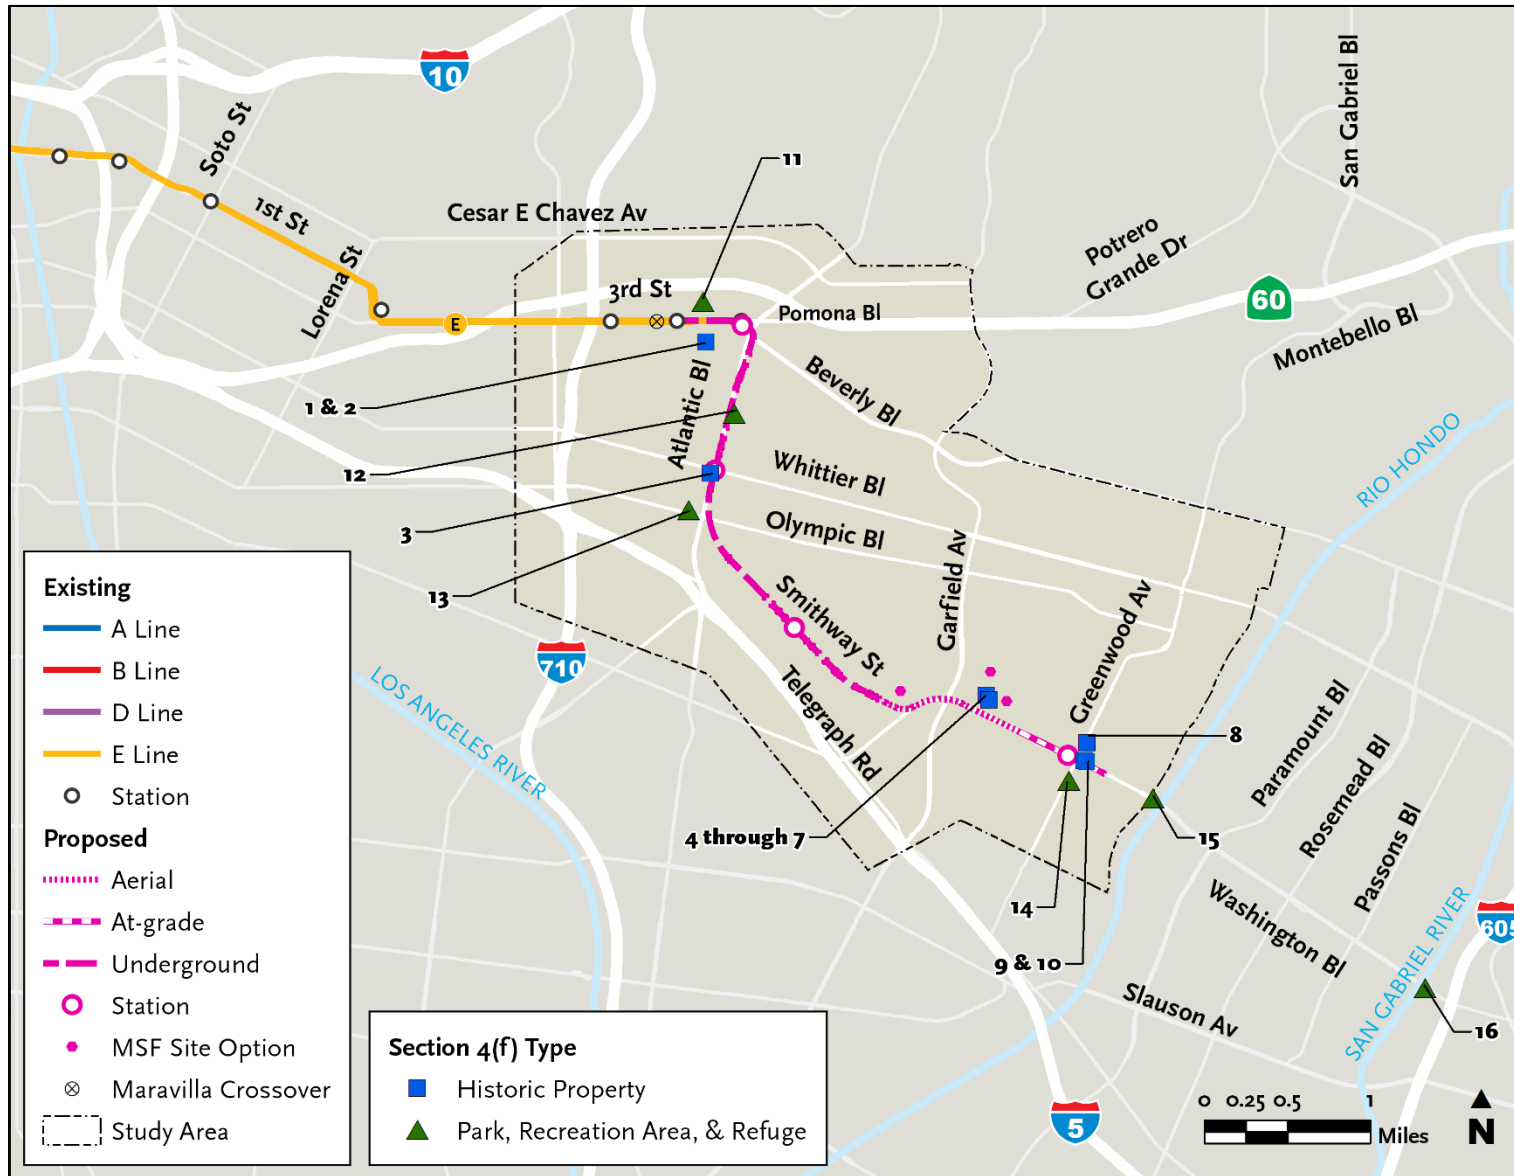 10
San Gabriel Bl
Soto St
11
1st St
Cesar E Chavez Av
Potrero
Grande Dr
Lorena St
3rd St
60
Pomona Bl
E
Montebello Bl
Atlantic Bl
Beverly Bl
1 & 2
12
Whittier Bl
RIO HONDO
3
Olympic Bl
13
Smithway St
Garfield Av
Greenwood Av
710
LOS ANGELES RIVER
Telegraph Rd
8
Paramount Bl
Rosemead Bl
Passons Bl
4 through 7
15
14
Washington Bl
9 & 10
605
SAN GABRIEL RIVER
Slauson Av
16
5
Existing
A Line
B Line
D Line
E Line
Station
Proposed
Aerial
At-grade
Underground
Station
MSF Site Option
Maravilla Crossover
Study Area
Section 4(f) Type
Historic Property
Park, Recreation Area, & Refuge
0 0.25 0.5 1
Miles
N